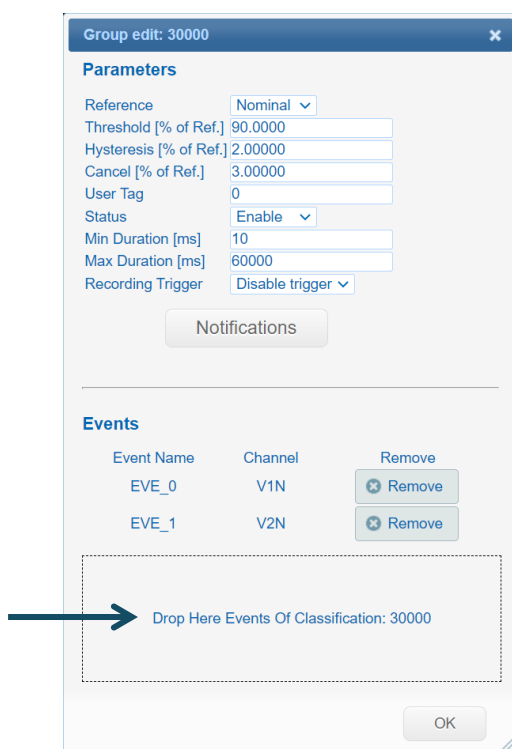 Group edit: 30000
Parameters
Reference Nominal
Threshold [% of Ref.] 90.0000
Hysteresis [% of Ref.] 2.00000
Cancel [% of Ref.] 3.00000
User Tag 0
Status Enable
Min Duration [ms] 10
Max Duration [ms] 60000
Recording Trigger Disable trigger
Notifications
Events
Event Name Channel Remove
EVE_0 V1N Remove
EVE_1 V2N Remove
Drop Here Events Of Classification: 30000
OK